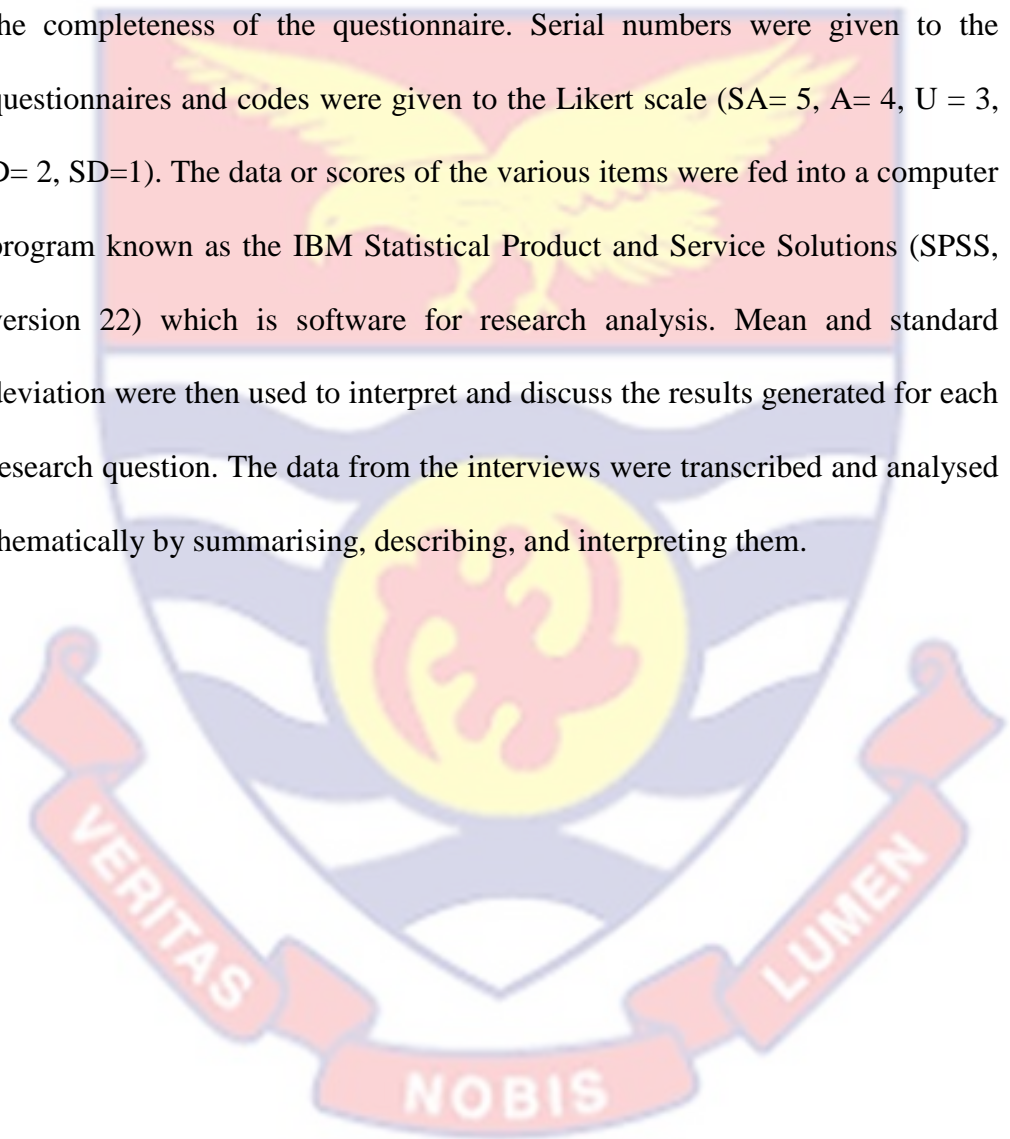 he completeness of the questionnaire. Serial numbers were given to the
questionnaires and codes were given to the Likert scale (SA= 5, A= 4, U = 3,
D= 2, SD=1). The data or scores of the various items were fed into a computer
program known as the IBM Statistical Product and Service Solutions (SPSS,
version 22) which is software for research analysis. Mean and standard
deviation were then used to interpret and discuss the results generated for each
research question. The data from the interviews were transcribed and analysed
hematically by summarising, describing, and interpreting them.
VERITAS
NOBIS
LUMEN